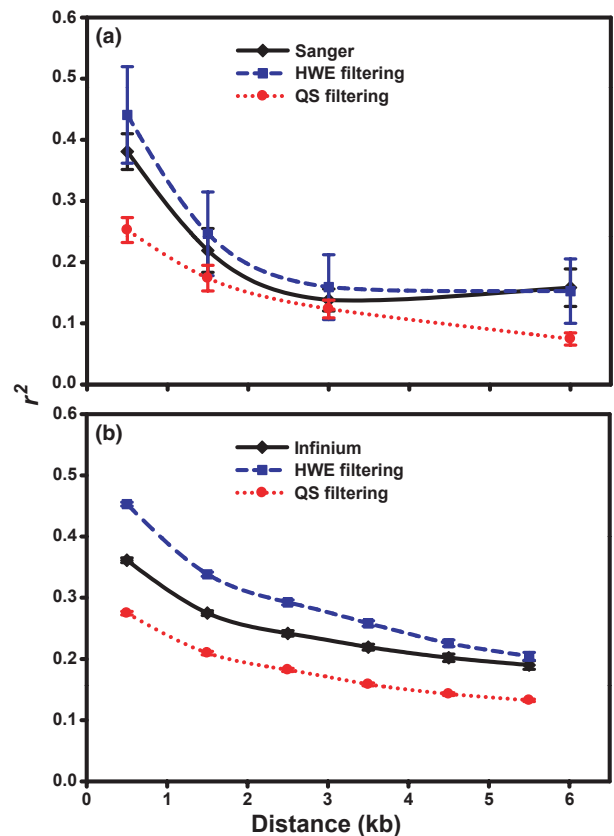 0.6
(a)
Sanger
HWE filtering
QS filtering
0.5
0.4
0.3
0.2
0.1
0.0
r²
0.6
(b)
Infinium
HWE filtering
QS filtering
0.5
0.4
0.3
0.2
0.1
0.0
0 1 2 3 4 5 6
Distance (kb)